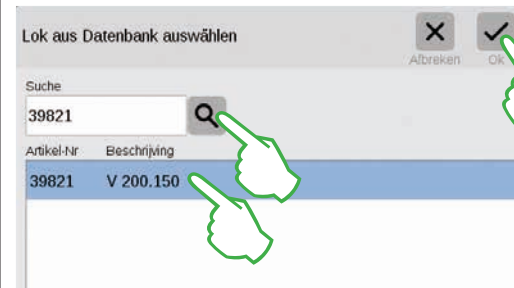 Lok aus Datenbank auswählen
Afbreken Ok
Suche
39821
Artikel-Nr Beschrijving
39821 V 200.150